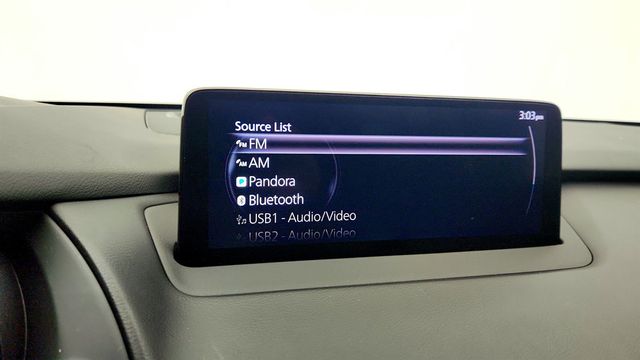 3:03pm
Source List
FM
AM
Pandora
Bluetooth
USB1 - Audio/Video
USB2 - Audio/Video